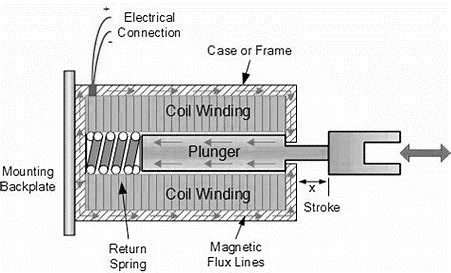 +
-
Electrical
Connection
Case or Frame
Coil Winding
Plunger
Coil Winding
Mounting
Backplate
x
Stroke
Return
Spring
Magnetic
Flux Lines